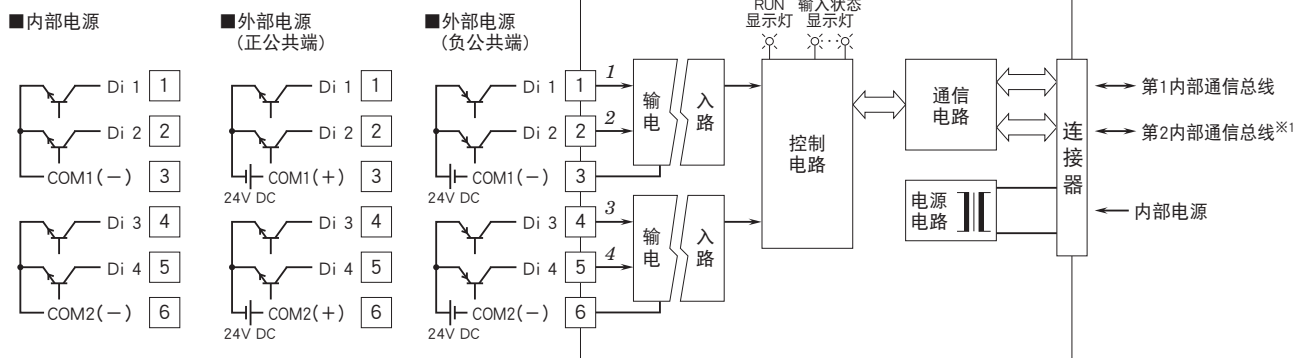 ■内部电源
Di 1 1
Di 2 2
COM1(－) 3
Di 3 4
Di 4 5
COM2(－) 6
■外部电源
(正公共端)
Di 1 1
Di 2 2
COM1(＋) 3
24V DC
Di 3 4
Di 4 5
COM2(＋) 6
24V DC
■外部电源
(负公共端)
Di 1 1
Di 2 2
COM1(－) 3
24V DC
Di 3 4
Di 4 5
COM2(－) 6
24V DC
1
2
输 入
电 路
3
4
输 入
电 路
RUN
显示灯
输入状态
显示灯
控制
电路
通信
电路
电源
电路
连
接
器
第1内部通信总线
第2内部通信总线※1
内部电源